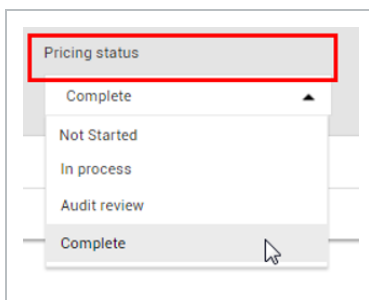 Pricing status
Complete
Not Started
In process
Audit review
Complete